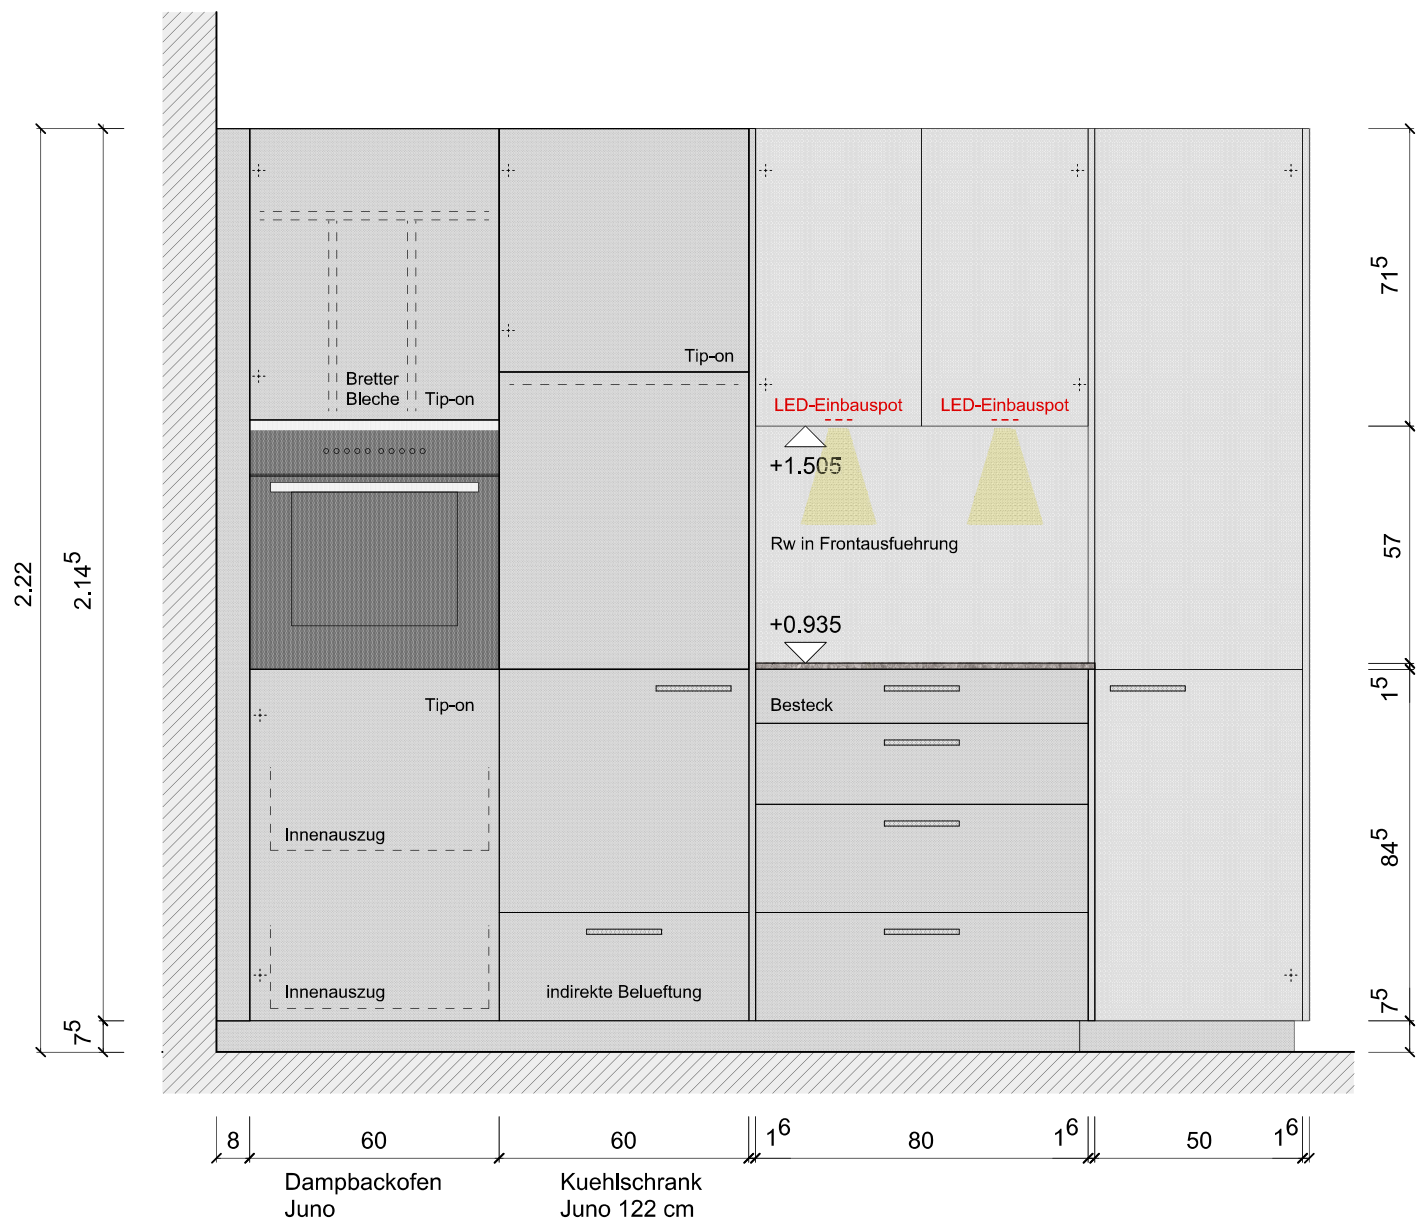 Tip-on
Bretter
Bleche
Tip-on
LED-Einbauspot
LED-Einbauspot
+1.505
Rw in Frontausfuehrung
+0.935
Tip-on
Besteck
Innenauszug
Innenauszug
indirekte Belueftung
2.22
2.14⁵
7⁵
71⁵
57
1⁵
84⁵
7⁵
8 60 60 1⁶ 80 1⁶ 50 1⁶
Dampbackofen
Juno
Kuehlschrank
Juno 122 cm